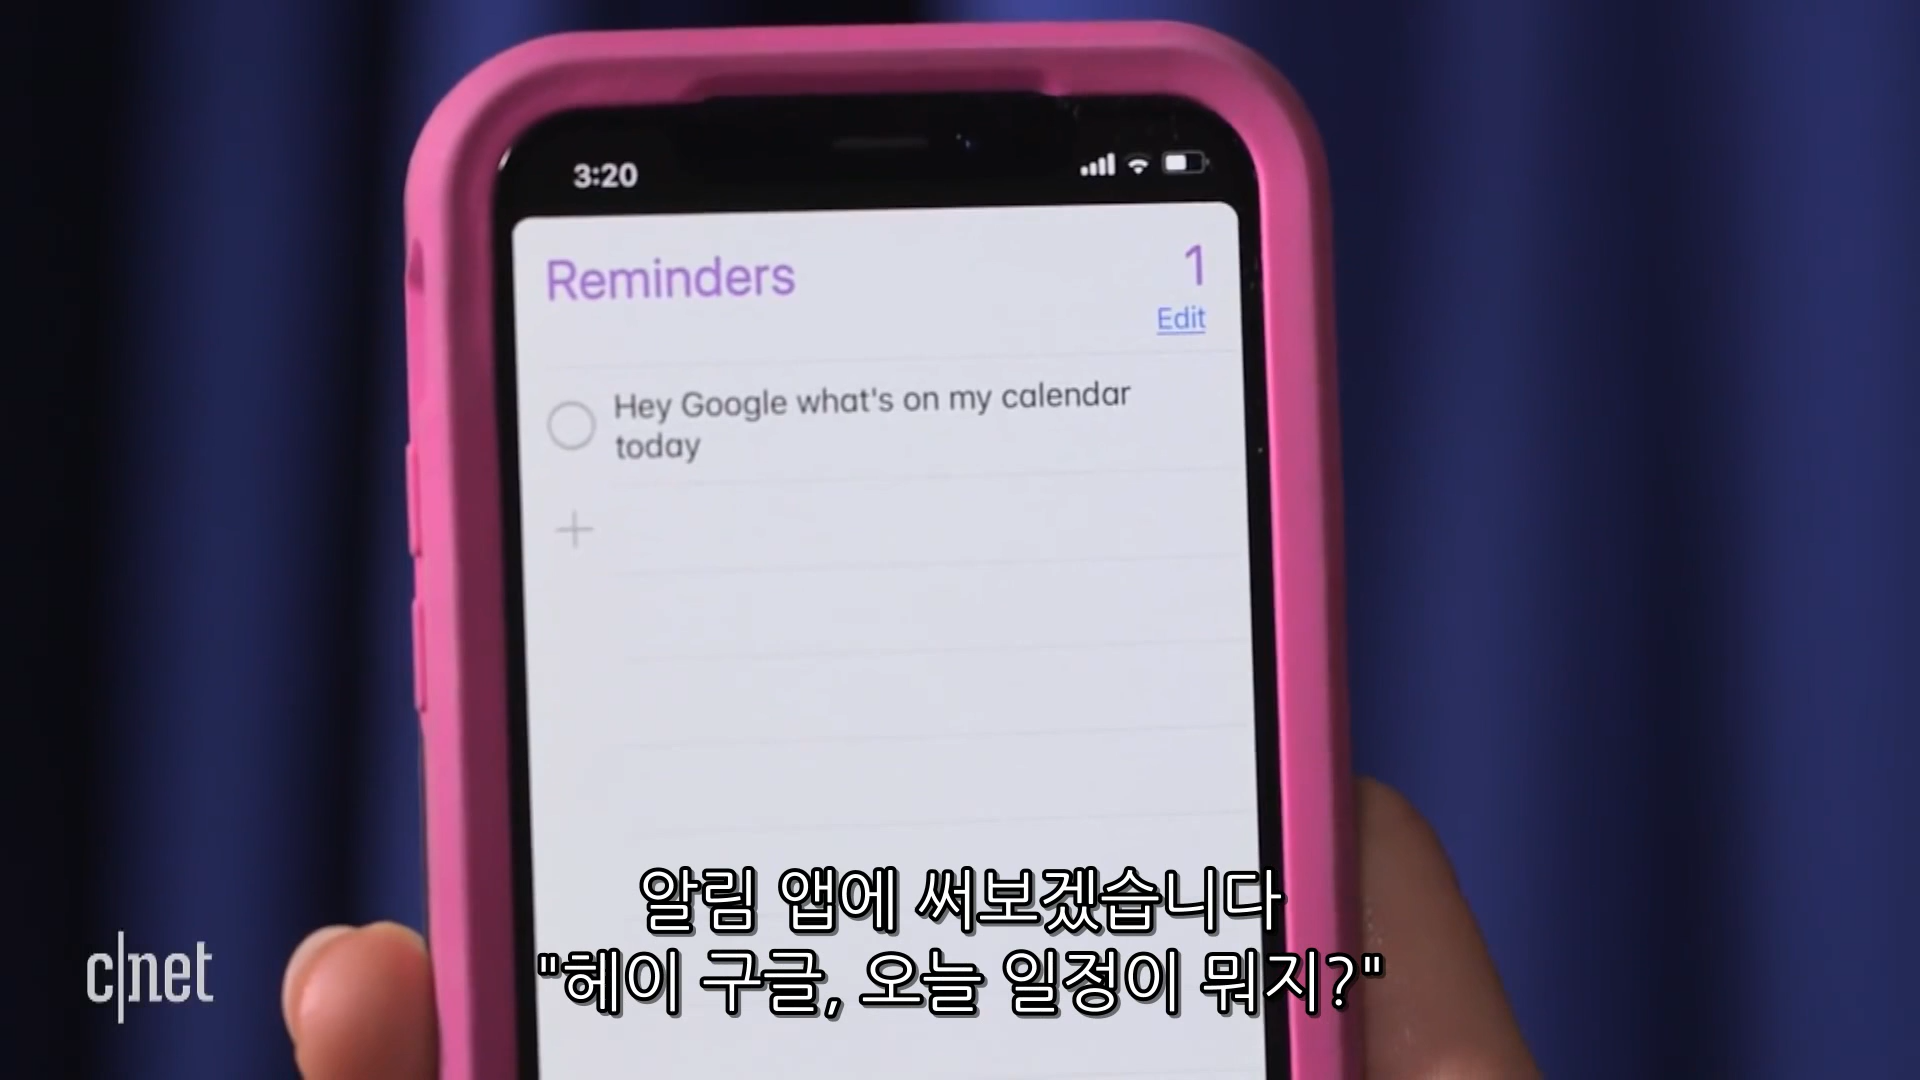 3:20
Reminders
1
Edit
Hey Google what's on my calendar
today
알림 앱에 써보겠습니다
"헤이 구글, 오늘 일정이 뭐지?"
c|net